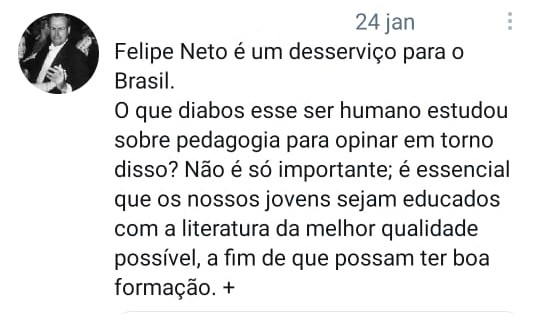 24 jan
Felipe Neto é um desserviço para o
Brasil.
O que diabos esse ser humano estudou
sobre pedagogia para opinar em torno
disso? Não é só importante; é essencial
que os nossos jovens sejam educados
com a literatura da melhor qualidade
possível, a fim de que possam ter boa
formação. +